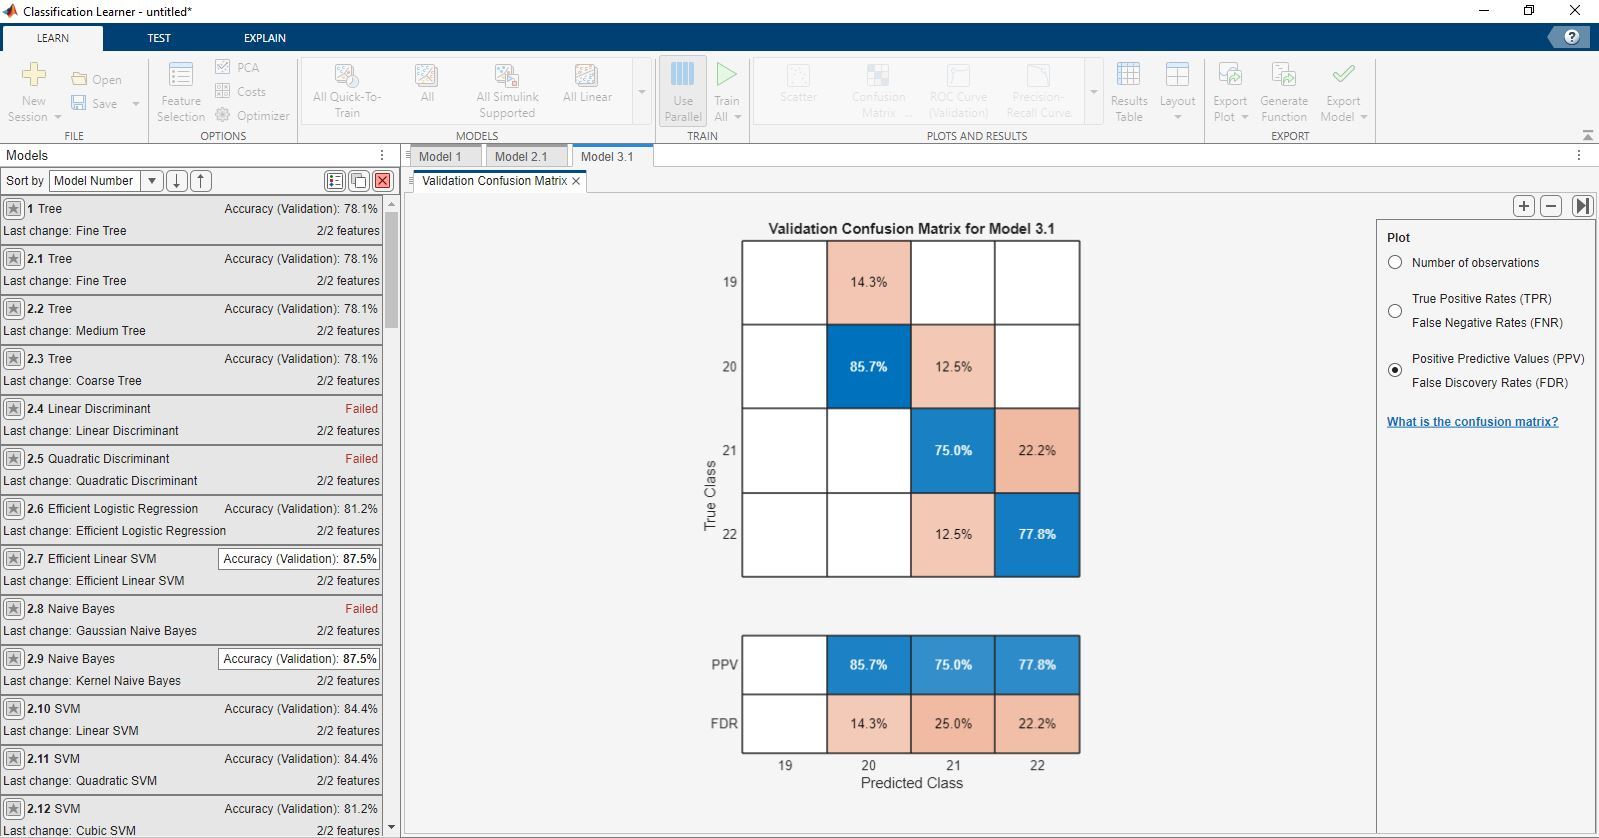 Classification Learner - untitled*
LEARN TEST EXPLAIN
New Session
Open
Save
FILE
Feature Selection
PCA
Costs
Optimizer
OPTIONS
All Quick-To-Train
All
All Simulink Supported
All Linear
MODELS
Use Parallel
Train All
TRAIN
Scatter
Confusion Matrix ...
ROC Curve (Validation)
Precision-Recall Curve
PLOTS AND RESULTS
Results Table
Layout
Export Plot
Generate Function
Export Model
EXPORT
Models
Sort by Model Number
1 Tree Accuracy (Validation): 78.1%
Last change: Fine Tree 2/2 features
2.1 Tree Accuracy (Validation): 78.1%
Last change: Fine Tree 2/2 features
2.2 Tree Accuracy (Validation): 78.1%
Last change: Medium Tree 2/2 features
2.3 Tree Accuracy (Validation): 78.1%
Last change: Coarse Tree 2/2 features
2.4 Linear Discriminant Failed
Last change: Linear Discriminant 2/2 features
2.5 Quadratic Discriminant Failed
Last change: Quadratic Discriminant 2/2 features
2.6 Efficient Logistic Regression Accuracy (Validation): 81.2%
Last change: Efficient Logistic Regression 2/2 features
2.7 Efficient Linear SVM Accuracy (Validation): 87.5%
Last change: Efficient Linear SVM 2/2 features
2.8 Naive Bayes Failed
Last change: Gaussian Naive Bayes 2/2 features
2.9 Naive Bayes Accuracy (Validation): 87.5%
Last change: Kernel Naive Bayes 2/2 features
2.10 SVM Accuracy (Validation): 84.4%
Last change: Linear SVM 2/2 features
2.11 SVM Accuracy (Validation): 84.4%
Last change: Quadratic SVM 2/2 features
2.12 SVM Accuracy (Validation): 81.2%
Last change: Cubic SVM 2/2 features
Model 1 Model 2.1 Model 3.1
Validation Confusion Matrix
Validation Confusion Matrix for Model 3.1
True Class
19 14.3%
20 85.7% 12.5%
21 75.0% 22.2%
22 12.5% 77.8%
PPV 85.7% 75.0% 77.8%
FDR 14.3% 25.0% 22.2%
19 20 21 22
Predicted Class
Plot
Number of observations
True Positive Rates (TPR)
False Negative Rates (FNR)
Positive Predictive Values (PPV)
False Discovery Rates (FDR)
What is the confusion matrix?